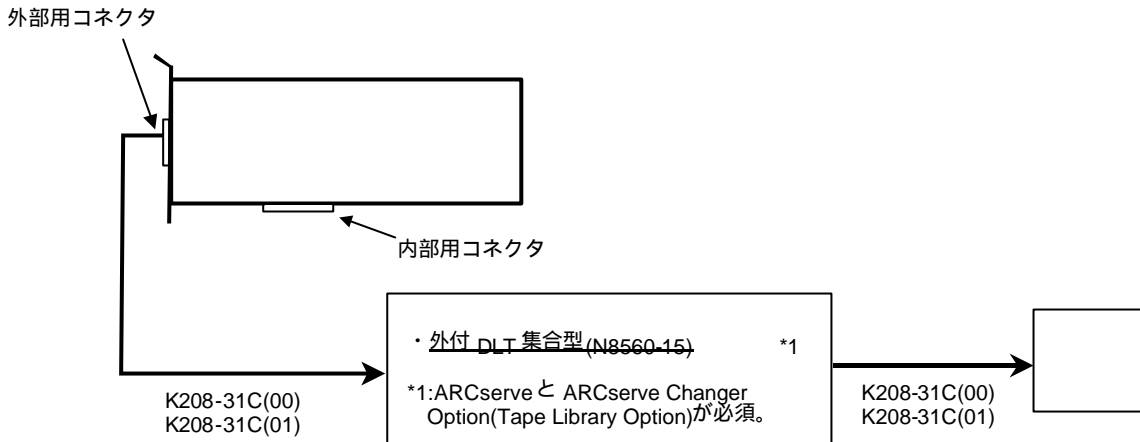 外部用コネクタ
内部用コネクタ
・外付 DLT 集合型(N8560-15) *1
*1:ARCserve と ARCserve Changer
Option(Tape Library Option)が必須。
K208-31C(00)
K208-31C(01)
K208-31C(00)
K208-31C(01)